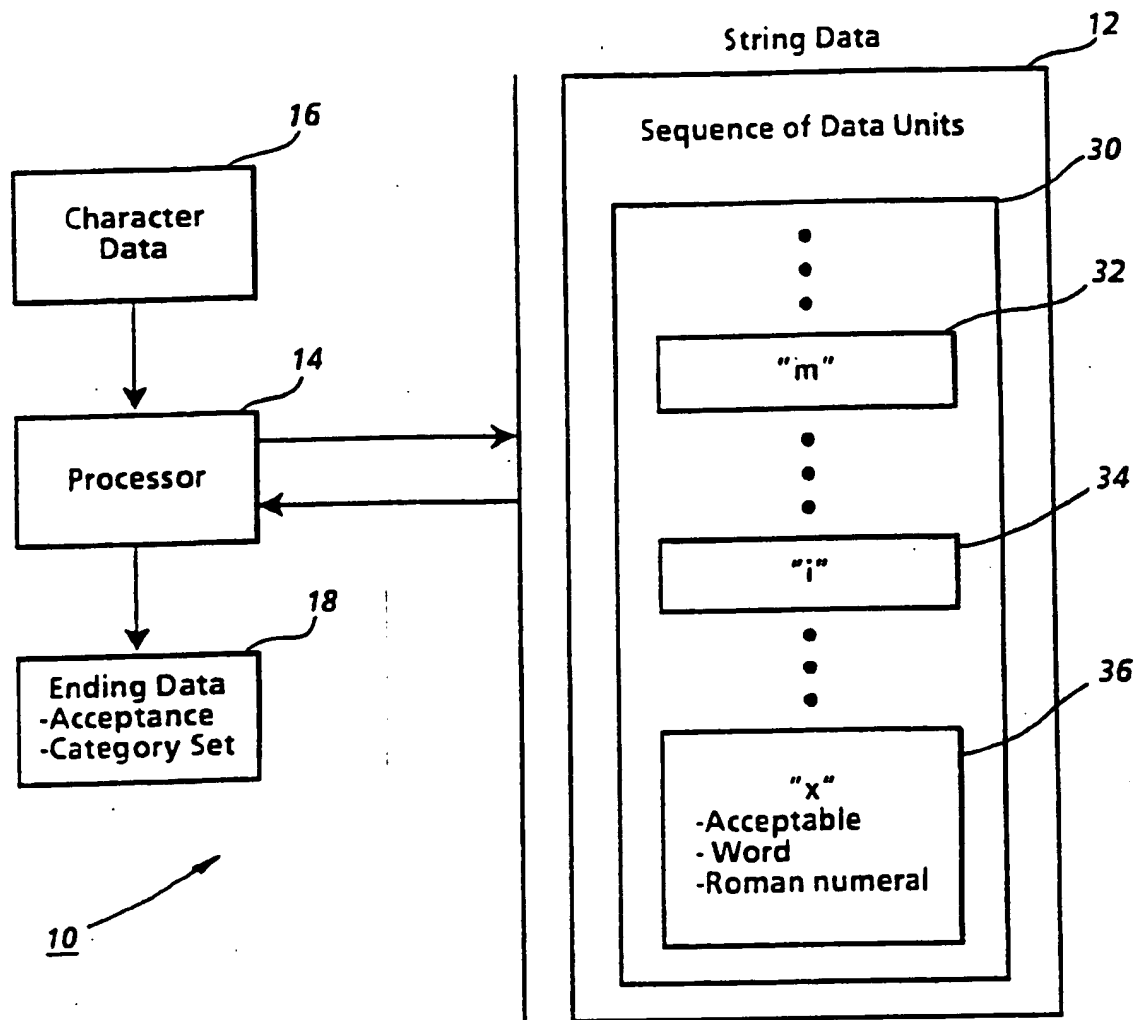 String Data
12
Sequence of Data Units
30
32
"m"
34
"i"
36
"x"
-Acceptable
- Word
-Roman numeral
16
Character
Data
14
Processor
18
Ending Data
-Acceptance
-Category Set
10